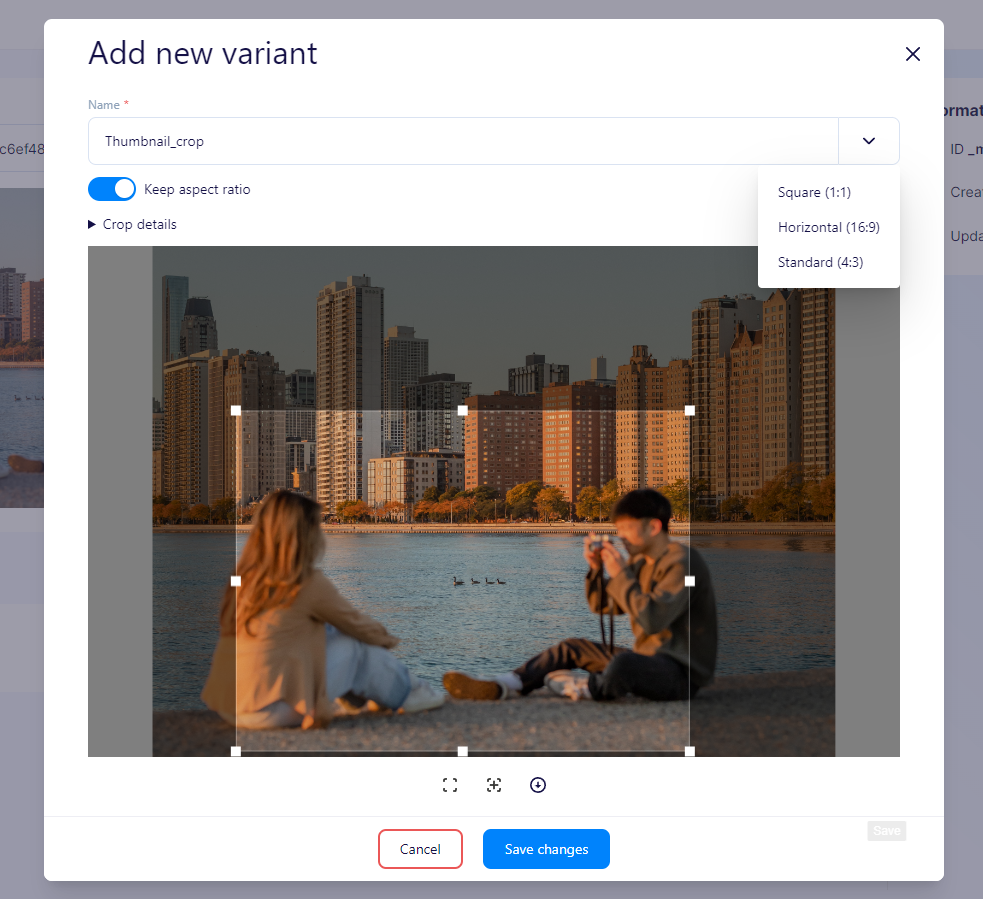 Add new variant
Name *
Thumbnail_crop
Keep aspect ratio
Square (1:1)
Crop details
Horizontal (16:9)
Standard (4:3)
c6ef48
ormat
ID _m
Crea
Upda
Save
Cancel
Save changes